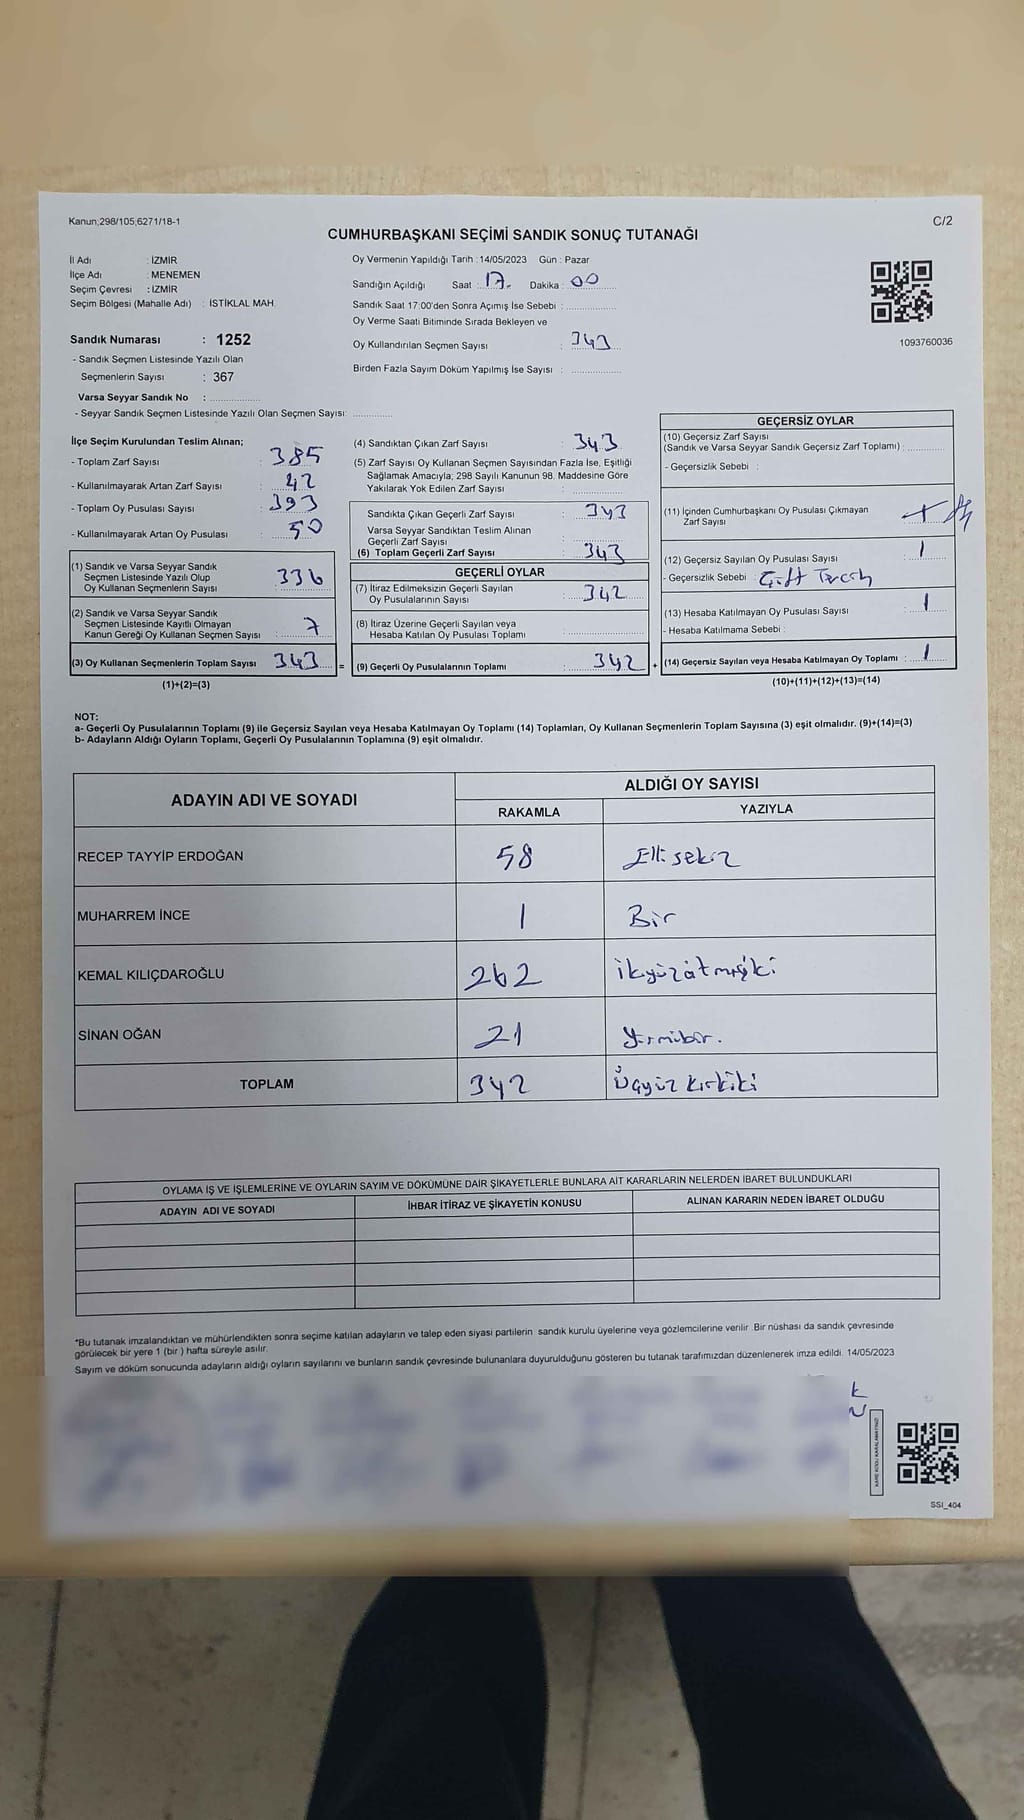 Kanun,298/105,6271/18-1
C/2
CUMHURBAŞKANI SEÇİMİ SANDIK SONUÇ TUTANAĞI
İl Adı : İZMİR
İlçe Adı : MENEMEN
Seçim Çevresi : İZMİR
Seçim Bölgesi (Mahalle Adı) : İSTİKLAL MAH.
Sandık Numarası : 1252
- Sandık Seçmen Listesinde Yazılı Olan
Seçmenlerin Sayısı : 367
Varsa Seyyar Sandık No :
- Seyyar Sandık Seçmen Listesinde Yazılı Olan Seçmen Sayısı:
Oy Vermenin Yapıldığı Tarih : 14/05/2023 Gün : Pazar
Sandığın Açıldığı Saat : 17. Dakika : 00
Sandık Saat 17:00'den Sonra Açımış İse Sebebi :
Oy Verme Saati Bitiminde Sırada Bekleyen ve
Oy Kullandırılan Seçmen Sayısı : 343
Birden Fazla Sayım Döküm Yapılmış İse Sayısı :
1093760036
İlçe Seçim Kurulundan Teslim Alınan;
- Toplam Zarf Sayısı : 385
- Kullanılmayarak Artan Zarf Sayısı : 42
- Toplam Oy Pusulası Sayısı : 393
- Kullanılmayarak Artan Oy Pusulası : 50
(1) Sandık ve Varsa Seyyar Sandık
Seçmen Listesinde Yazılı Olup
Oy Kullanan Seçmenlerin Sayısı : 336
(2) Sandık ve Varsa Seyyar Sandık
Seçmen Listesinde Kayıtlı Olmayan
Kanun Gereği Oy Kullanan Seçmen Sayısı : 7
(3) Oy Kullanan Seçmenlerin Toplam Sayısı : 343 =
(1)+(2)=(3)
(4) Sandıktan Çıkan Zarf Sayısı : 343
(5) Zarf Sayısı Oy Kullanan Seçmen Sayısından Fazla İse, Eşitliği
Sağlamak Amacıyla, 298 Sayılı Kanunun 98. Maddesine Göre
Yakılarak Yok Edilen Zarf Sayısı :
Sandıkta Çıkan Geçerli Zarf Sayısı : 343
Varsa Seyyar Sandıktan Teslim Alınan
Geçerli Zarf Sayısı :
(6) Toplam Geçerli Zarf Sayısı : 343
GEÇERLİ OYLAR
(7) İtiraz Edilmeksizin Geçerli Sayılan
Oy Pusulalarının Sayısı : 342
(8) İtiraz Üzerine Geçerli Sayılan veya
Hesaba Katılan Oy Pusulası Toplamı :
(9) Geçerli Oy Pusulalarının Toplamı : 342 +
GEÇERSİZ OYLAR
(10) Geçersiz Zarf Sayısı
(Sandık ve Varsa Seyyar Sandık Geçersiz Zarf Toplamı) :
- Geçersizlik Sebebi :
(11) İçinden Cumhurbaşkanı Oy Pusulası Çıkmayan
Zarf Sayısı
(12) Geçersiz Sayılan Oy Pusulası Sayısı : 1
- Geçersizlik Sebebi : Çift Tercih
(13) Hesaba Katılmayan Oy Pusulası Sayısı : 1
- Hesaba Katılmama Sebebi :
(14) Geçersiz Sayılan veya Hesaba Katılmayan Oy Toplamı : 1
(10)+(11)+(12)+(13)=(14)
NOT:
a- Geçerli Oy Pusulalarının Toplamı (9) ile Geçersiz Sayılan veya Hesaba Katılmayan Oy Toplamı (14) Toplamları, Oy Kullanan Seçmenlerin Toplam Sayısına (3) eşit olmalıdır. (9)+(14)=(3)
b- Adayların Aldığı Oyların Toplamı, Geçerli Oy Pusulalarının Toplamına (9) eşit olmalıdır.
ADAYIN ADI VE SOYADI
ALDIĞI OY SAYISI
RAKAMLA YAZIYLA
RECEP TAYYİP ERDOĞAN 58 Elli sekiz
MUHARREM İNCE 1 Bir
KEMAL KILIÇDAROĞLU 262 ikiyüzatmışiki
SİNAN OĞAN 21 Yirmibir.
TOPLAM 342 Üçyüz kırkiki
OYLAMA İŞ VE İŞLEMLERİNE VE OYLARIN SAYIM VE DÖKÜMÜNE DAİR ŞİKAYETLERLE BUNLARA AİT KARARLARIN NELERDEN İBARET BULUNDUKLARI
ADAYIN ADI VE SOYADI İHBAR İTİRAZ VE ŞİKAYETİN KONUSU ALINAN KARARIN NEDEN İBARET OLDUĞU
*Bu tutanak imzalandıktan ve mühürlendikten sonra seçime katılan adayların ve talep eden siyasi partilerin sandık kurulu üyelerine veya gözlemcilerine verilir. Bir nüshası da sandık çevresinde
görülecek bir yere 1 (bir ) hafta süreyle asılır.
Sayım ve döküm sonucunda adayların aldığı oyların sayılarını ve bunların sandık çevresinde bulunanlara duyurulduğunu gösteren bu tutanak tarafımızdan düzenlenerek imza edildi. 14/05/2023
KARE KODU KARALAMAYINIZ!
SSI_404